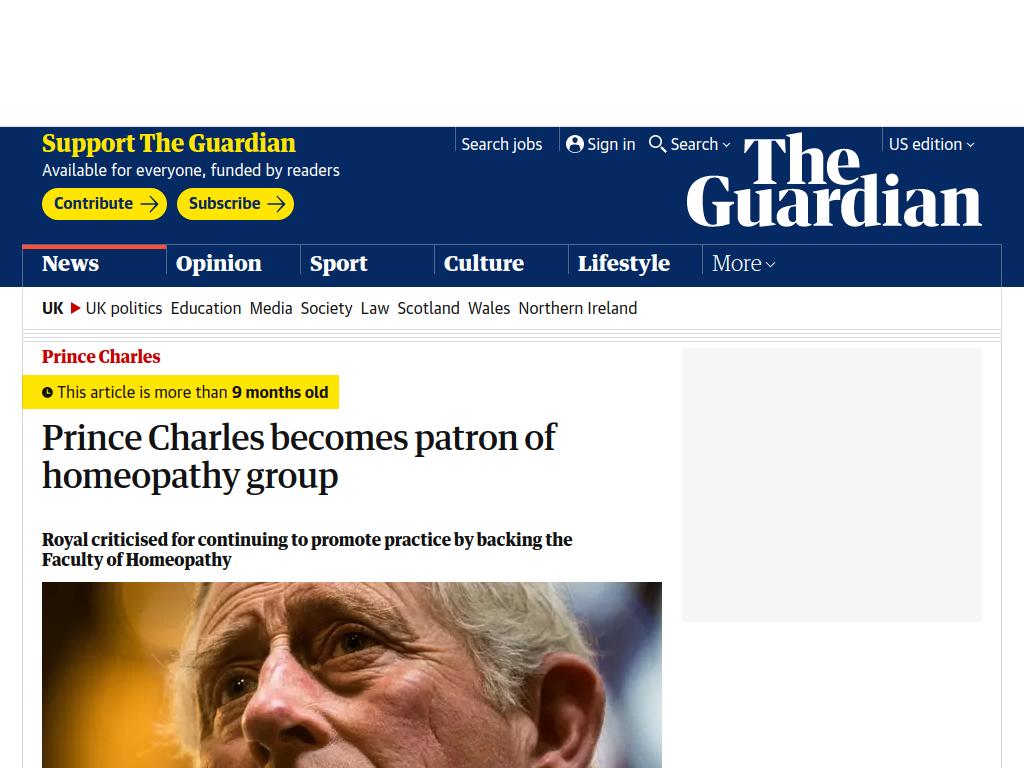 Support The Guardian
Available for everyone, funded by readers
Contribute
Subscribe
Search jobs
Sign in
Search
US edition
The
Guardian
News
Opinion
Sport
Culture
Lifestyle
More
UK
UK politics
Education
Media
Society
Law
Scotland
Wales
Northern Ireland
Prince Charles
This article is more than 9 months old
Prince Charles becomes patron of
homeopathy group
Royal criticised for continuing to promote practice by backing the
Faculty of Homeopathy